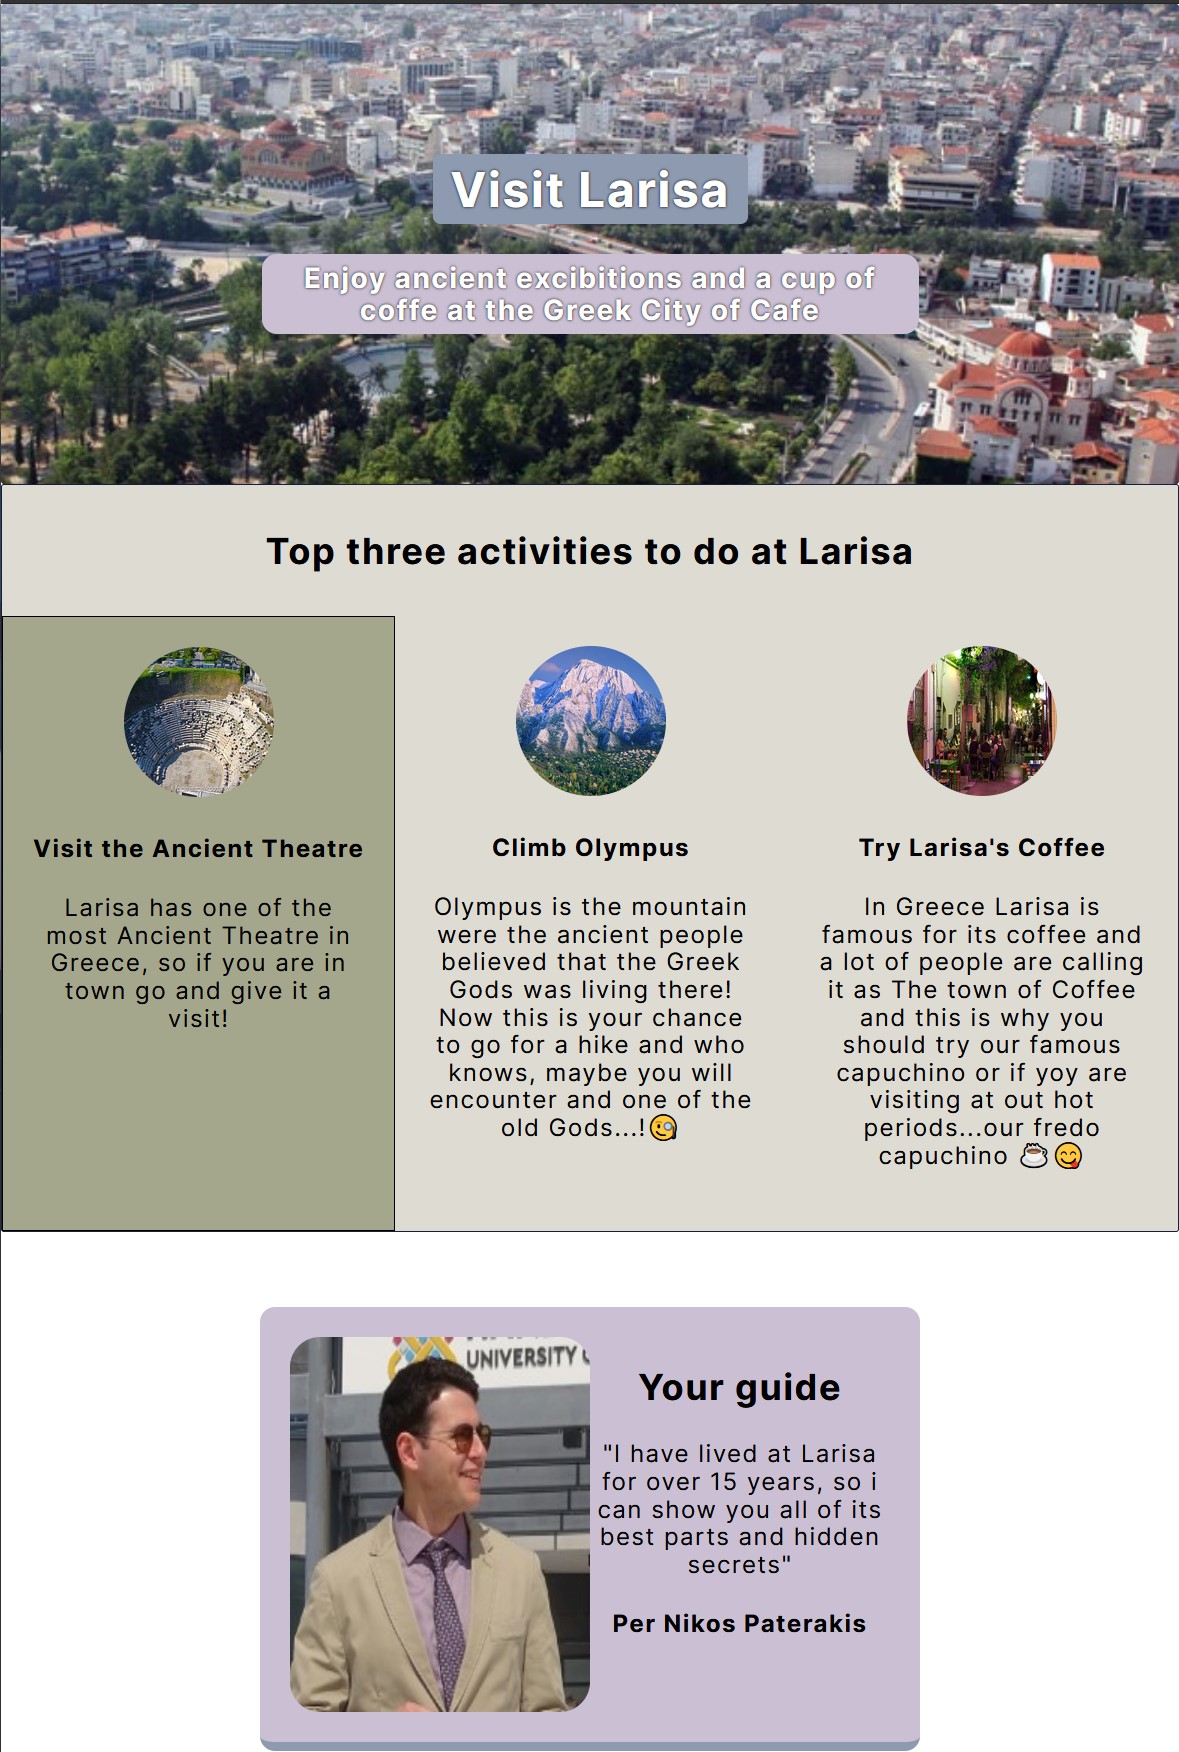 Visit Larisa
Enjoy ancient excibitions and a cup of
coffe at the Greek City of Cafe
Top three activities to do at Larisa
Visit the Ancient Theatre
Larisa has one of the
most Ancient Theatre in
Greece, so if you are in
town go and give it a
visit!
Climb Olympus
Olympus is the mountain
were the ancient people
believed that the Greek
Gods was living there!
Now this is your chance
to go for a hike and who
knows, maybe you will
encounter and one of the
old Gods...!🧐
Try Larisa's Coffee
In Greece Larisa is
famous for its coffee and
a lot of people are calling
it as The town of Coffee
and this is why you
should try our famous
capuchino or if yoy are
visiting at out hot
periods...our fredo
capuchino ☕😋
UNIVERSITY
Your guide
"I have lived at Larisa
for over 15 years, so i
can show you all of its
best parts and hidden
secrets"
Per Nikos Paterakis